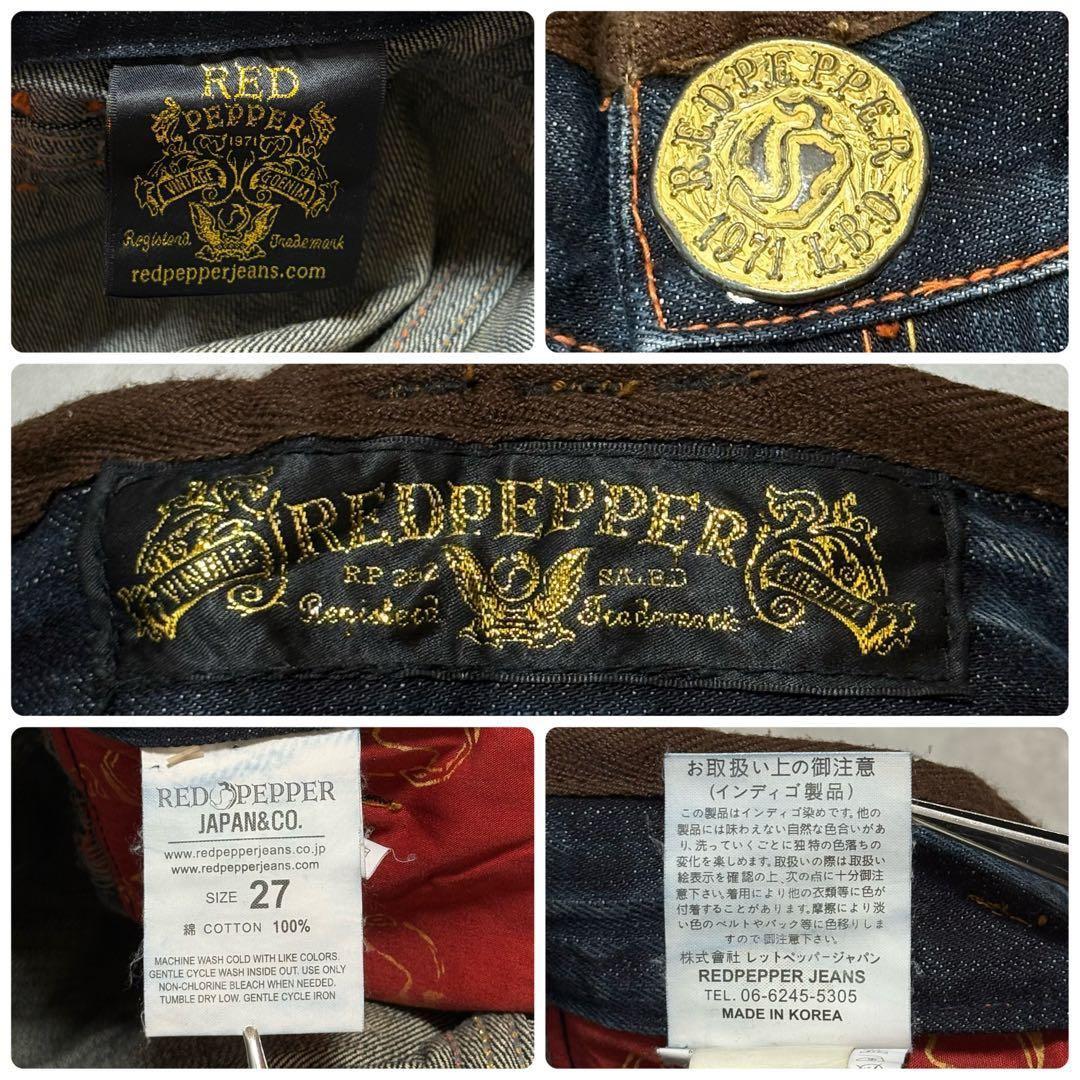 RED
PEPPER
1971
VINTAGE DENIM
Registered Trademark
redpepperjeans.com
RED PEPPER
1971 LBD
REDPEPPER
R.P
DENIM
Registered Trademark
RED PEPPER
JAPAN&CO.
www.redpepperjeans.co.jp
www.redpepperjeans.com
SIZE 27
綿 COTTON 100%
MACHINE WASH COLD WITH LIKE COLORS.
GENTLE CYCLE WASH INSIDE OUT. USE ONLY
NON-CHLORINE BLEACH WHEN NEEDED.
TUMBLE DRY LOW. GENTLE CYCLE IRON
お取扱い上の御注意
(インディゴ製品)
この製品はインディゴ染めです。他の
製品には味わえない自然な色合いがあ
り、洗っていくごとに独特の色落ちの
変化を楽しめます。取扱いの際は取扱い
絵表示を確認の上、次の点に十分御注
意下さい。着用により他の衣類等に色が
付着することがあります。摩擦により淡
い色のベルトやバック等に色移りしま
すので御注意下さい。
株式會社 レットペッパージャパン
REDPEPPER JEANS
TEL. 06-6245-5305
MADE IN KOREA